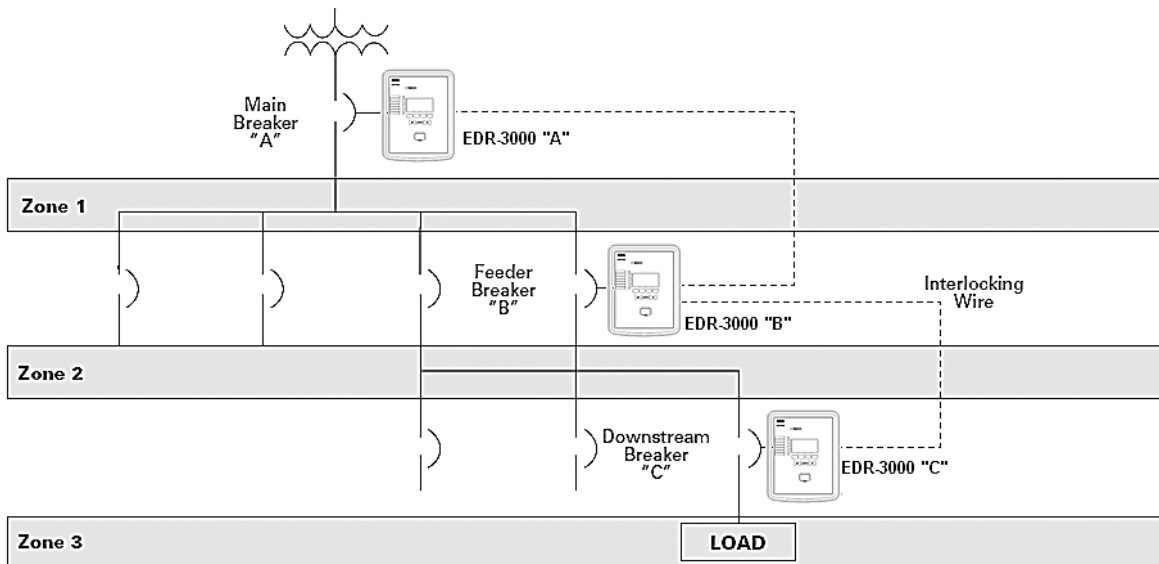 Main
Breaker
"A"
EDR-3000 "A"
Zone 1
Feeder
Breaker
"B"
EDR-3000 "B"
Interlocking
Wire
Zone 2
Downstream
Breaker
"C"
EDR-3000 "C"
Zone 3
LOAD